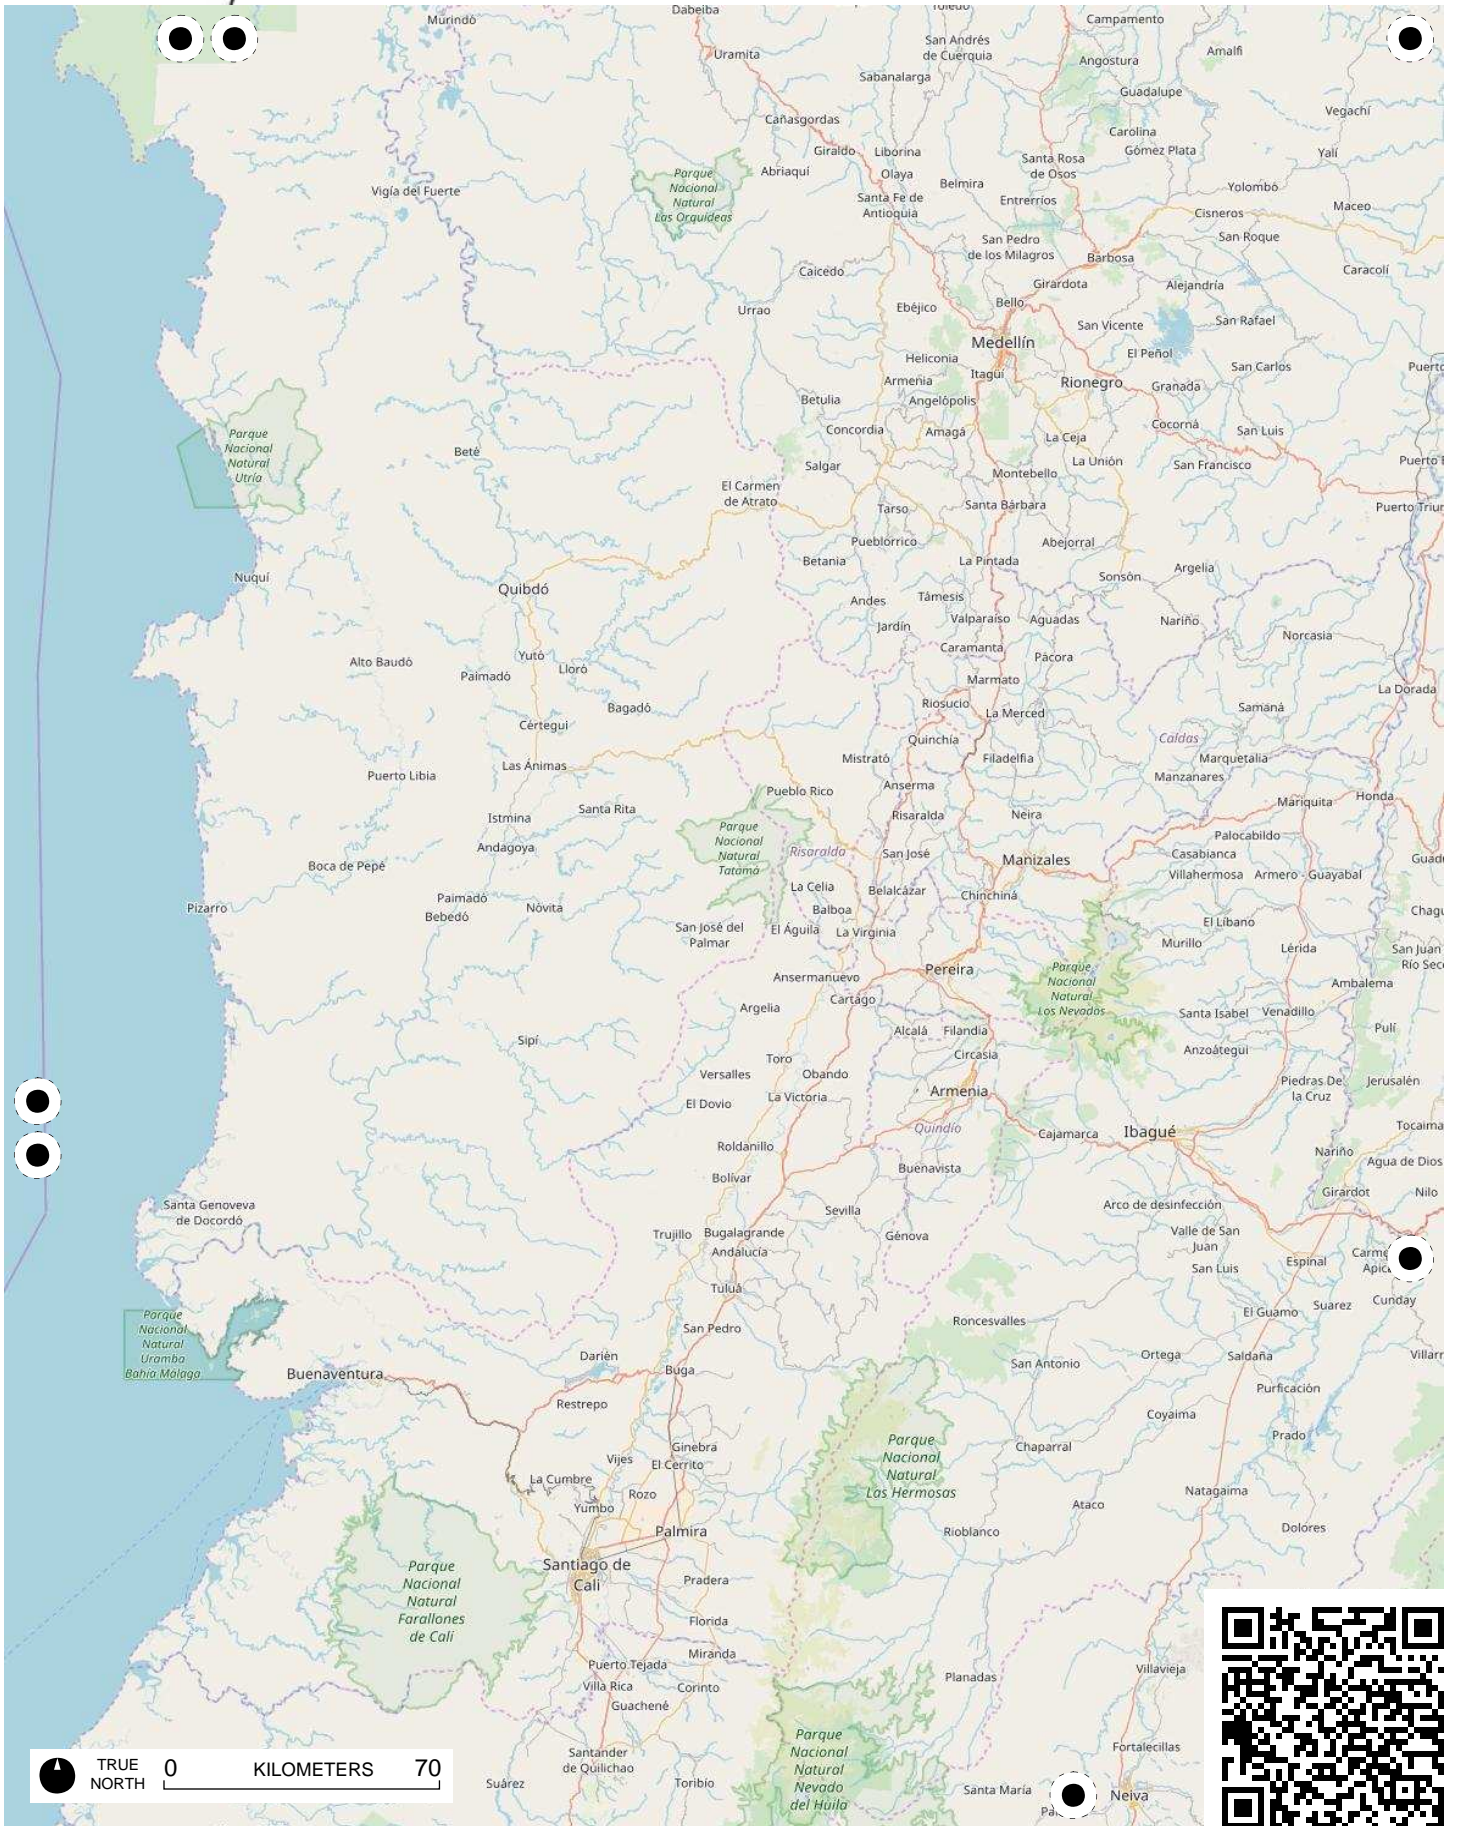 Murindó
Dabeiba
Campamento
San Andrés
de Cuerquia
Uramita
Angostura
Amalfi
Sabanalarga
Guadalupe
Vegachí
Cañasgordas
Carolina
Giraldo
Liborina
Gómez Plata
Yalí
Parque
Nacional
Natural
Las Orquídeas
Abriaquí
Olaya
Santa Rosa
de Osos
Belmira
Yolombó
Vigía del Fuerte
Santa Fe de
Antioquia
Entrerríos
Cisneros
Maceo
San Pedro
de los Milagros
San Roque
Barbosa
Caicedo
Girardota
Alejandría
Caracolí
Urrao
Ebéjico
Bello
San Vicente
San Rafael
Medellín
El Peñol
Heliconia
Itagüí
San Carlos
Armenia
Rionegro
Granada
Betulia
Angelópolis
Concordia
Amagá
La Ceja
Cocorná
San Luis
Parque
Nacional
Natural
Utría
Beté
Salgar
La Unión
San Francisco
Montebello
El Carmen
de Atrato
Tarso
Santa Bárbara
Pueblorrico
Abejorral
Betania
La Pintada
Nuquí
Sonsón
Argelia
Quibdó
Andes
Támesis
Jardín
Valparaíso
Aguadas
Nariño
Norcasia
Alto Baudó
Yutó
Lloró
Caramanta
Pácora
Paimadó
Marmato
La Dorada
Bagadó
Riosucio
La Merced
Samaná
Cértegui
Quinchía
Caldas
Las Ánimas
Mistrató
Filadelfia
Marquetalia
Puerto Libia
Manzanares
Pueblo Rico
Anserma
Mariquita
Honda
Istmina
Santa Rita
Risaralda
Neira
Palocabildo
Parque
Nacional
Natural
Tatamá
Andagoya
Risaralda
San José
Manizales
Casabianca
Boca de Pepé
Villahermosa
Armero - Guayabal
La Celia
Belalcázar
Chinchiná
Pizarro
Paimadó
Bebedó
Nóvita
Balboa
El Líbano
San José del
Palmar
El Águila
La Virginia
Murillo
Lérida
Ansermanuevo
Pereira
Parque
Nacional
Natural
Los Nevados
Ambalema
Argelia
Cartago
Santa Isabel
Venadillo
Alcalá
Filandia
Pulí
Sipí
Toro
Circasia
Anzoátegui
Versalles
Obando
Piedras De
la Cruz
Jerusalén
El Dovio
La Victoria
Armenia
Quindío
Cajamarca
Ibagué
Tocaima
Roldanillo
Nariño
Agua de Dios
Bolívar
Buenavista
Girardot
Nilo
Santa Genoveva
de Docordó
Arco de desinfección
Sevilla
Valle de San
Juan
Trujillo
Bugalagrande
Génova
Andalucía
San Luis
Espinal
Tuluá
El Guamo
Suarez
Cunday
Parque
Nacional
Natural
Uramba
Bahía Málaga
San Pedro
Roncesvalles
Darién
San Antonio
Ortega
Saldaña
Buenaventura
Buga
Restrepo
Purificación
Coyaima
Ginebra
El Cerrito
Parque
Nacional
Natural
Las Hermosas
Chaparral
Prado
Vijes
La Cumbre
Rozo
Natagaima
Yumbo
Ataco
Palmira
Rioblanco
Dolores
Santiago de
Cali
Parque
Nacional
Natural
Farallones
de Cali
Pradera
Florida
Miranda
Puerto Tejada
Villa Rica
Corinto
Planadas
Villavieja
Guachené
Parque
Nacional
Natural
Nevado
del Huila
Fortalecillas
Santander
de Quilichao
Suárez
Toribío
Santa María
Neiva
TRUE
NORTH
0 KILOMETERS 70